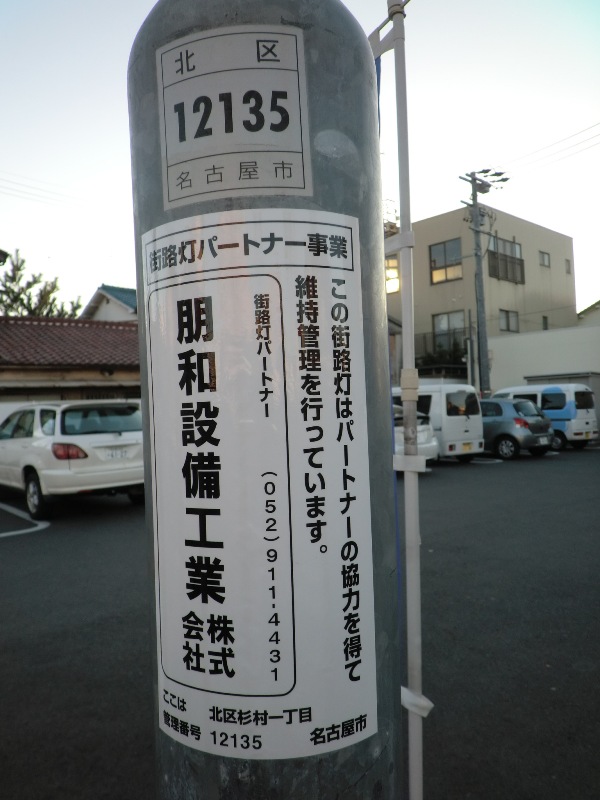 北区
12135
名古屋市
街路灯パートナー事業
この街路灯はパートナーの協力を得て
維持管理を行っています。
街路灯パートナー
朋和設備工業株式会社
(052)911-4431
ここは 北区杉村一丁目
管理番号 12135
名古屋市